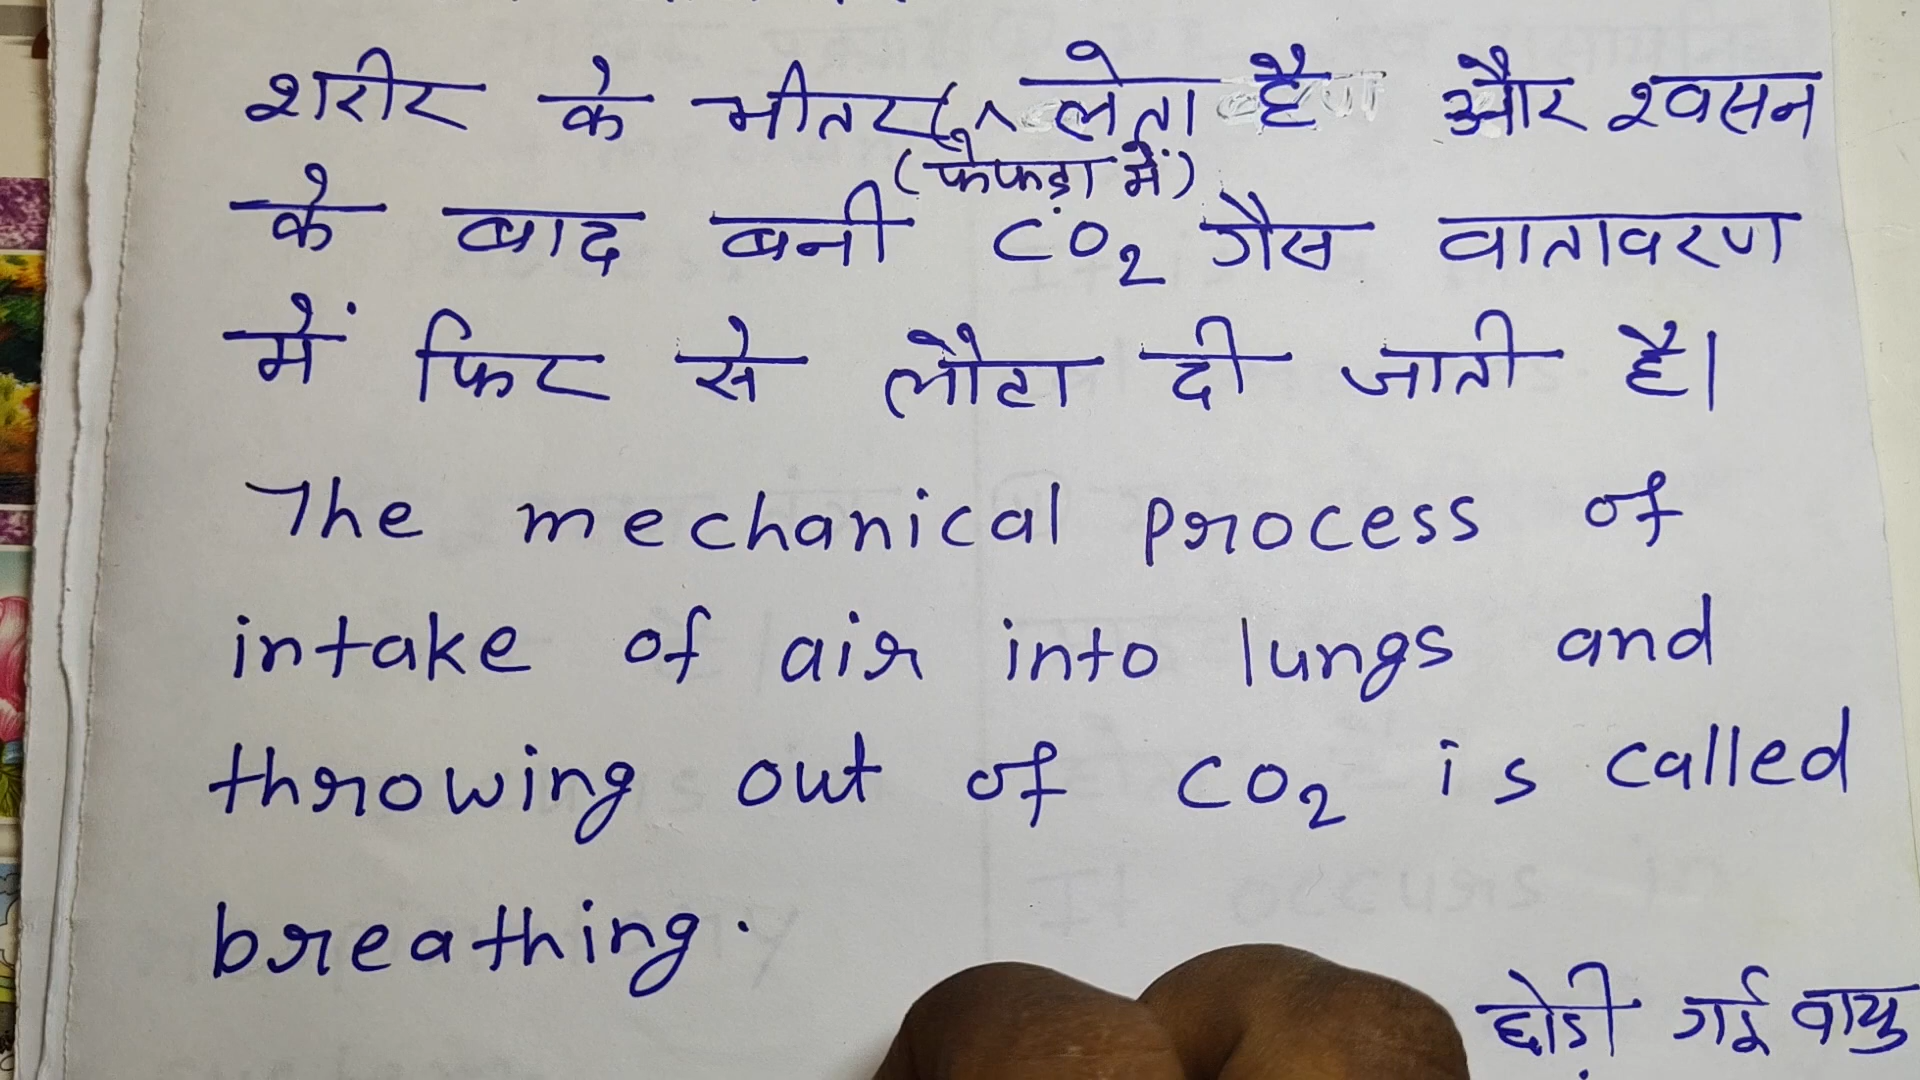 शरीर के भीतर ^ लेता है और श्वसन
(फेफड़ा में)
के बाद बनी CO₂ गैस वातावरण
में फिर से लौटा दी जाती है।
The mechanical process of
intake of air into lungs and
throwing out of CO₂ is called
breathing.
छोड़ी गई वायु